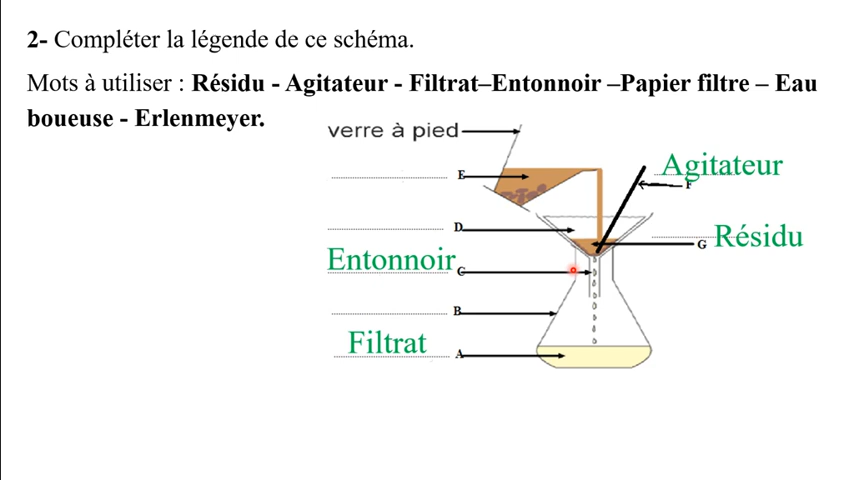 2- Compléter la légende de ce schéma.
Mots à utiliser : Résidu - Agitateur - Filtrat–Entonnoir –Papier filtre – Eau
boueuse - Erlenmeyer.
verre à pied
Agitateur
E
F
D
Résidu
G
Entonnoir
C
B
Filtrat
A